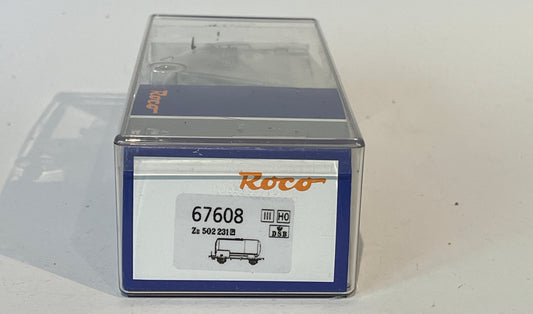 Roco
Roco
67608
III H0
Zs 502 231
DSB